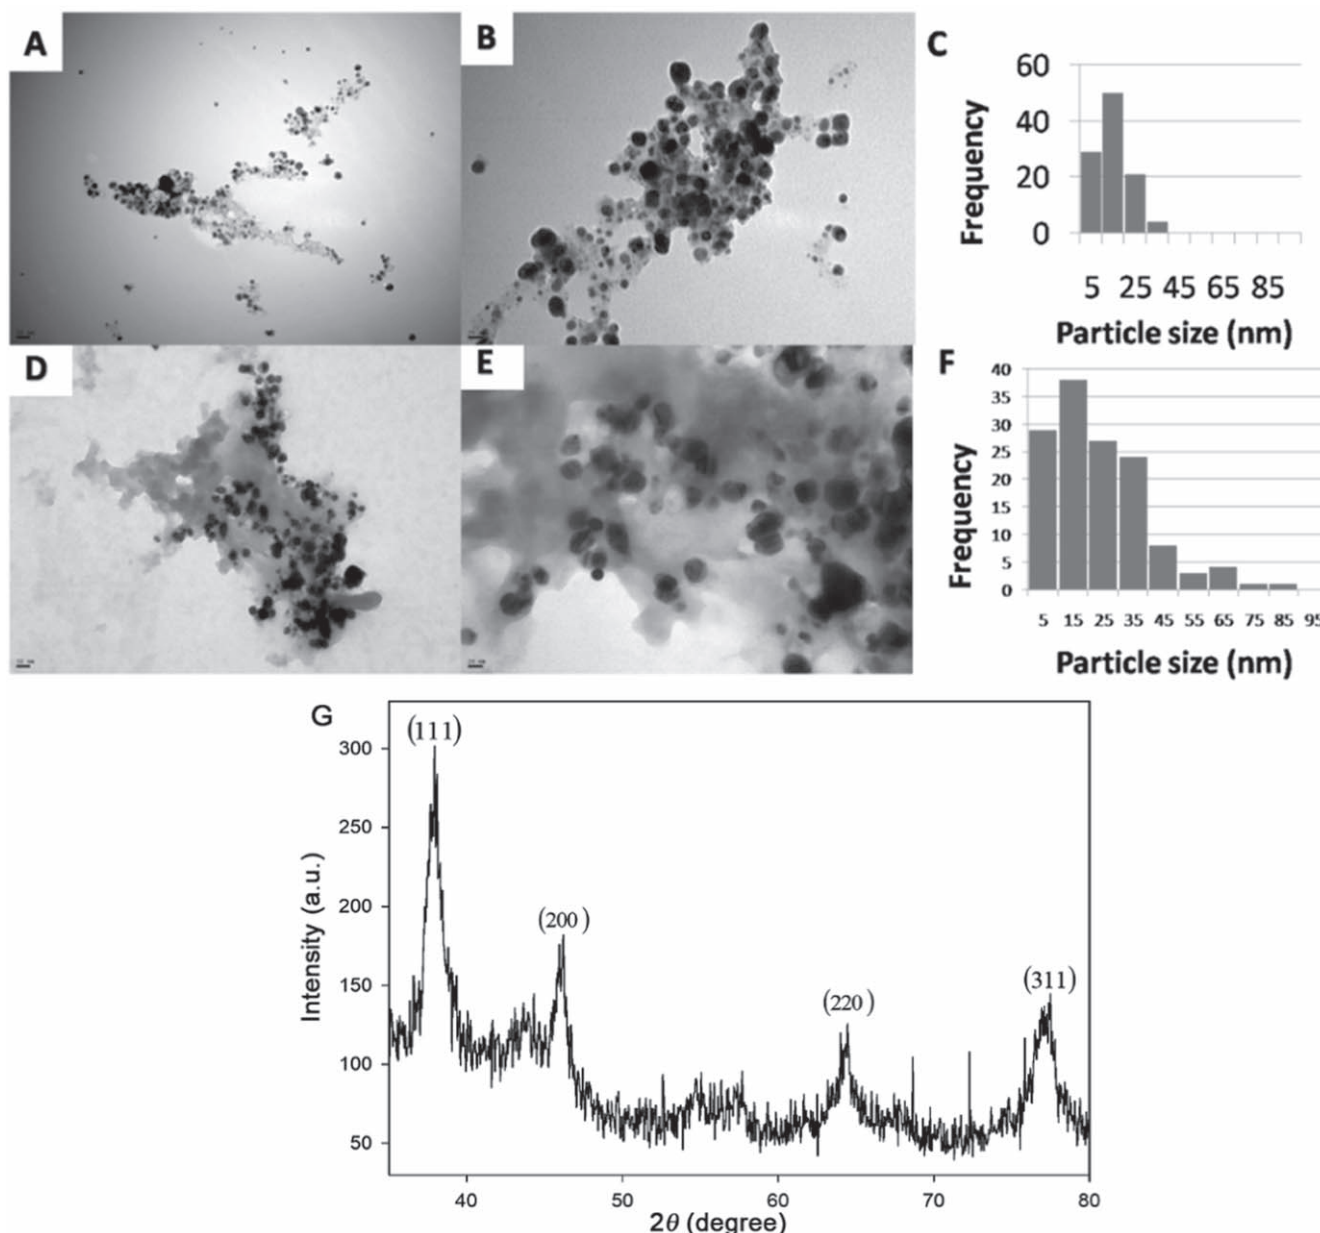 A
B
C
60
40
20
0
Frequency
5 25 45 65 85
Particle size (nm)
D
E
F
40
35
30
25
20
15
10
5
0
Frequency
5 15 25 35 45 55 65 75 85 95
Particle size (nm)
G
(111)
(200)
(220)
(311)
300
250
200
150
100
50
Intensity (a.u.)
40 50 60 70 80
2θ (degree)